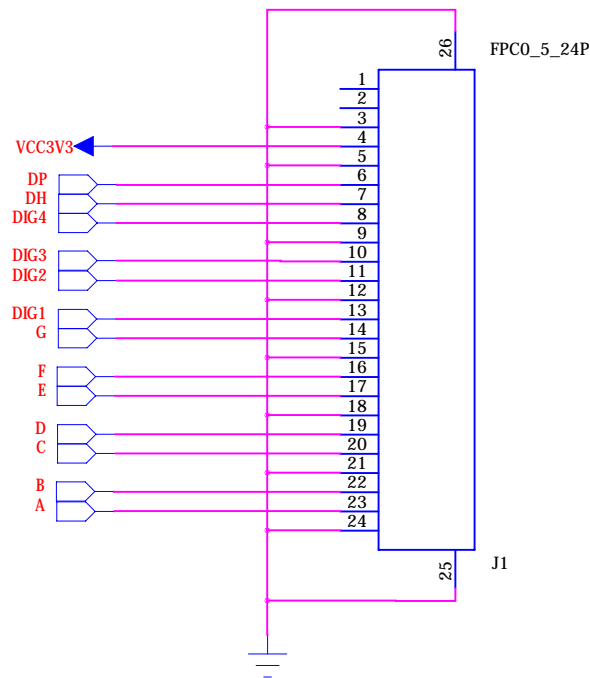 26
FPC0_5_24P
1
2
3
VCC3V3 4
5
DP 6
DH 7
DIG4 8
9
DIG3 10
DIG2 11
12
DIG1 13
G 14
15
F 16
E 17
18
D 19
C 20
21
B 22
A 23
24
25
J1